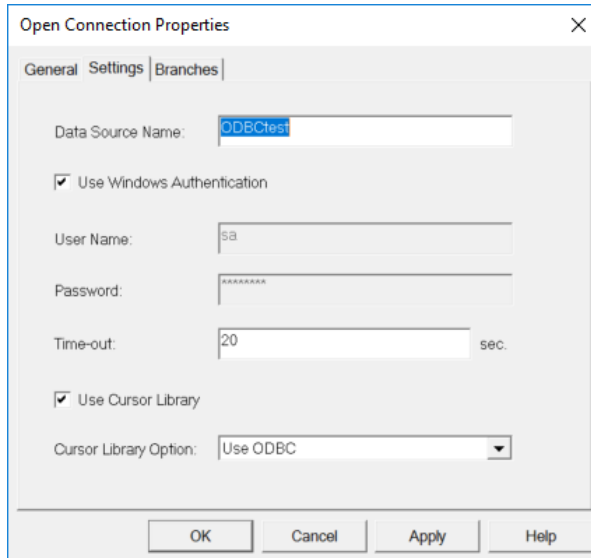 Open Connection Properties
General Settings Branches
Data Source Name: ODBCtest
Use Windows Authentication
User Name: sa
Password: ********
Time-out: 20 sec.
Use Cursor Library
Cursor Library Option: Use ODBC
OK Cancel Apply Help